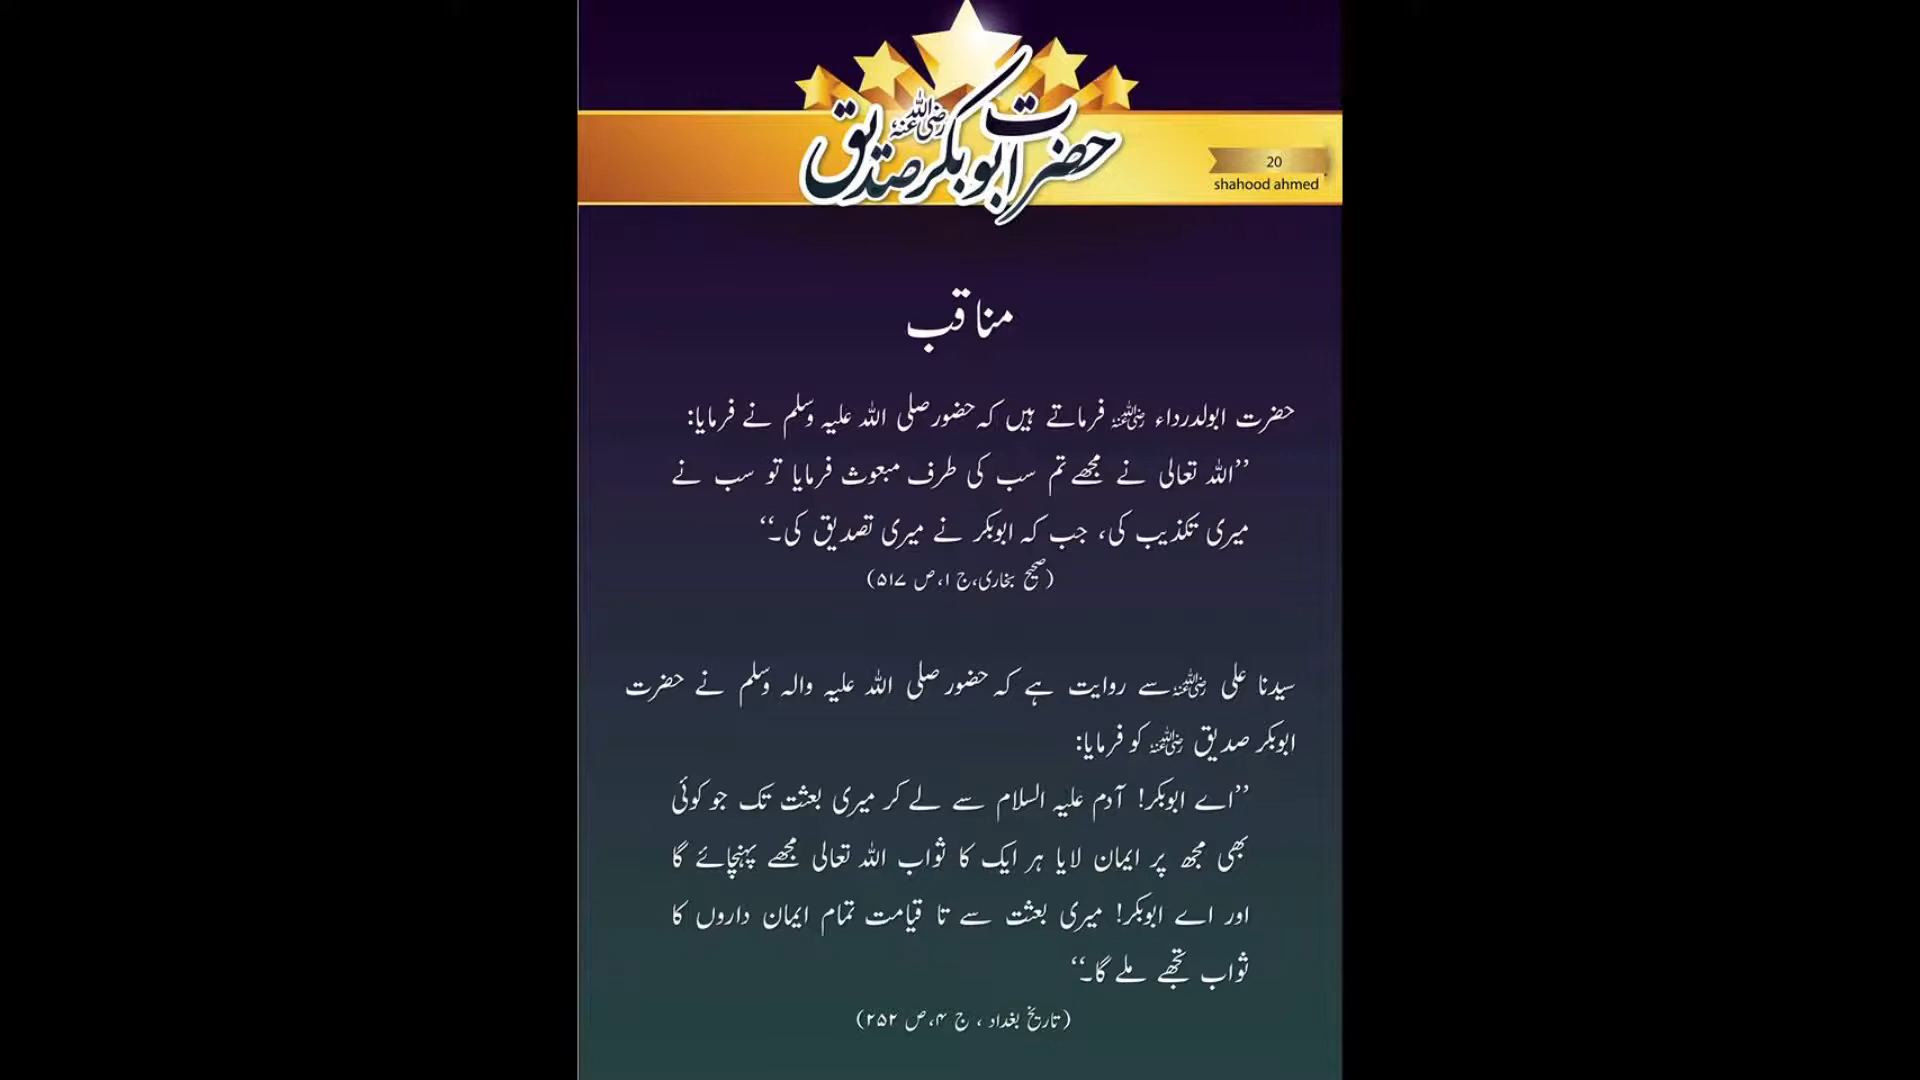 حضرت ابوبکر صدیق رضی اللہ عنہ
20
shahood ahmed
مناقب
حضرت ابولدرداء رضی اللہ عنہ فرماتے ہیں کہ حضور صلی اللہ علیہ وسلم نے فرمایا:
”اللہ تعالی نے مجھے تم سب کی طرف مبعوث فرمایا تو سب نے
میری تکذیب کی، جب کہ ابوبکر نے میری تصدیق کی۔“
(صحیح بخاری،ج ۱،ص ۵۱۷)
سیدنا علی رضی اللہ عنہ سے روایت ہے کہ حضور صلی اللہ علیہ والہ وسلم نے حضرت
ابوبکر صدیق رضی اللہ عنہ کو فرمایا:
”اے ابوبکر! آدم علیہ السلام سے لے کر میری بعثت تک جو کوئی
بھی مجھ پر ایمان لایا ہر ایک کا ثواب اللہ تعالی مجھے پہنچائے گا
اور اے ابوبکر! میری بعثت سے تا قیامت تمام ایمان داروں کا
ثواب تجھے ملے گا۔“
(تاریخ بغداد ، ج ۴،ص ۲۵۲)